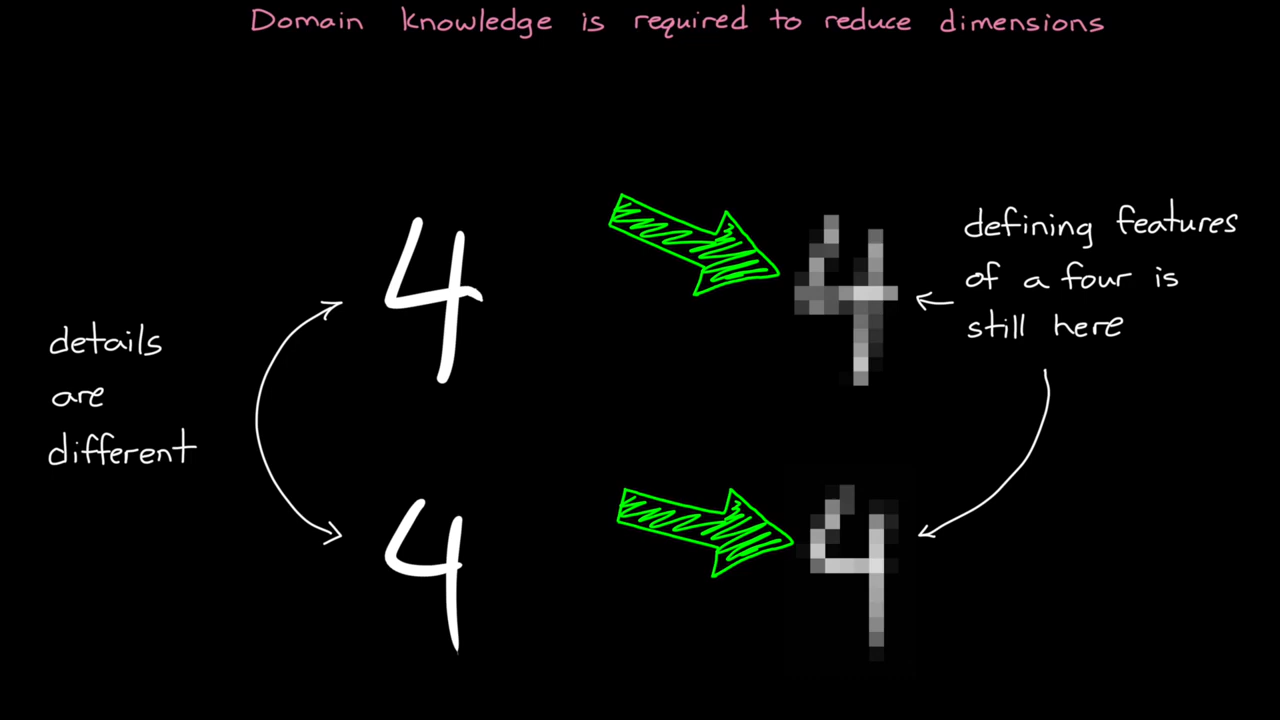 Domain knowledge is required to reduce dimensions
4
4
defining features
of a four is
still here
details
are
different
4
4